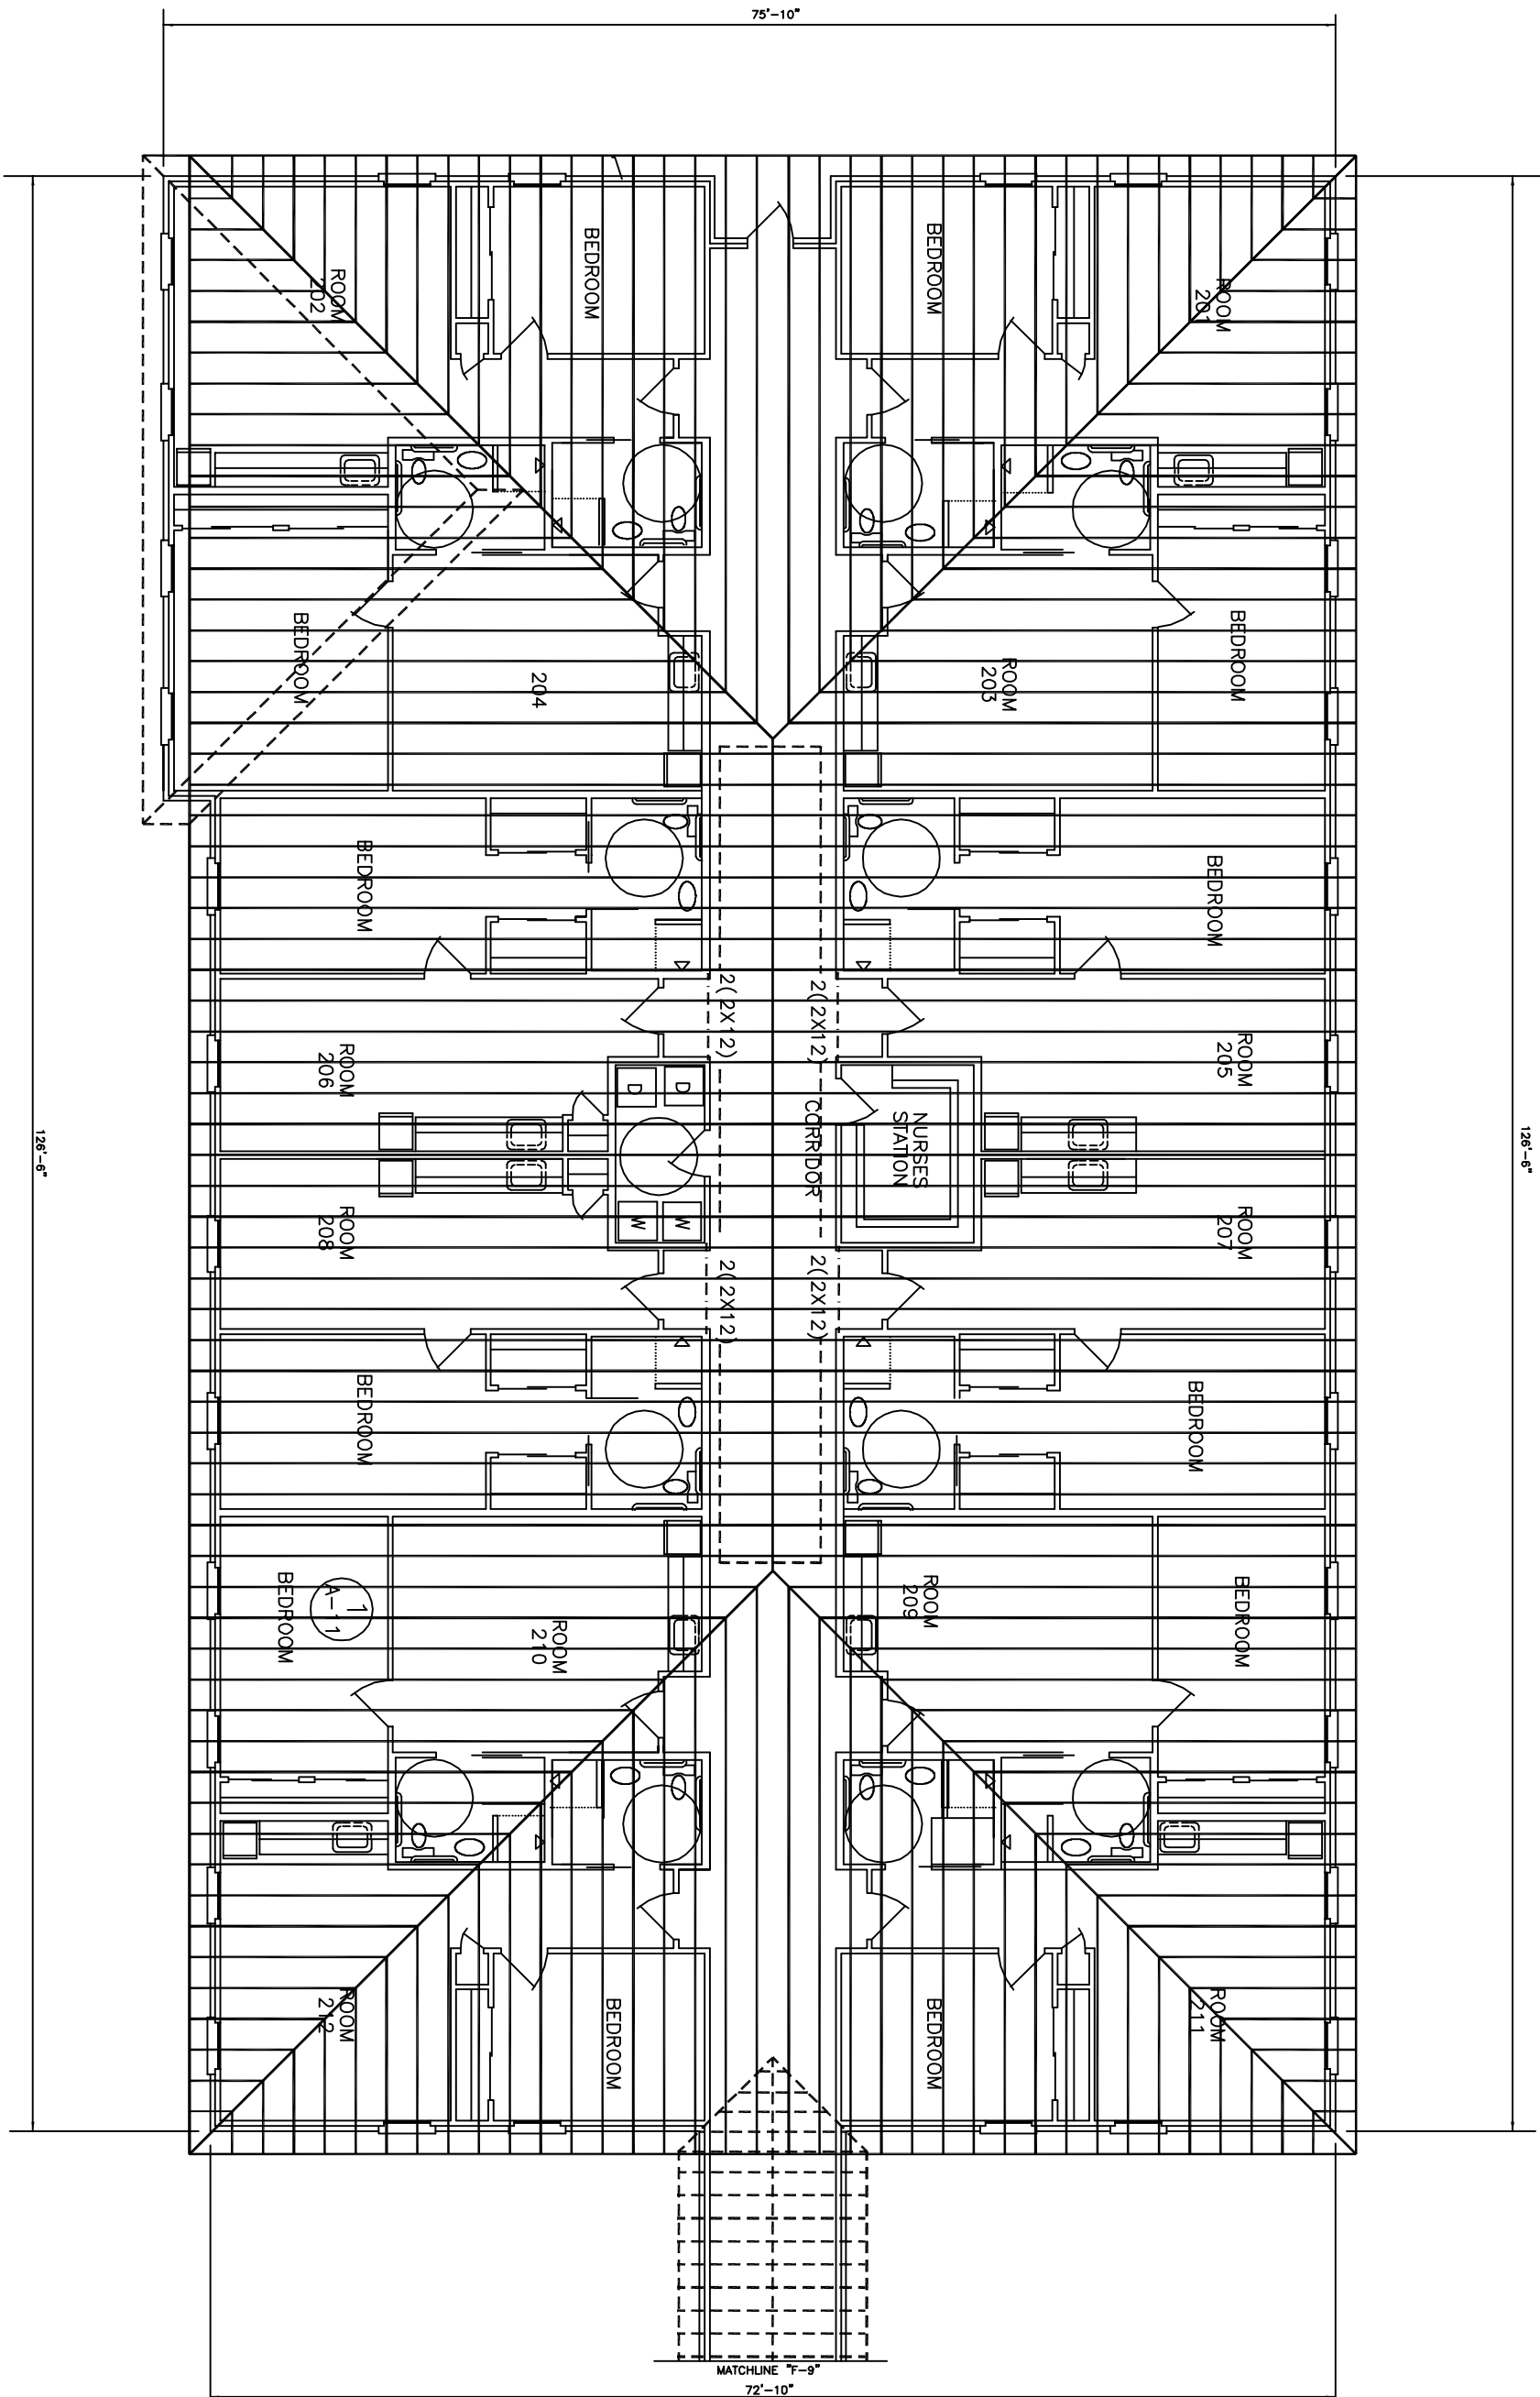 75'-10"
126'-6"
126'-6"
BEDROOM
BEDROOM
ROOM
202
ROOM
201
BEDROOM
204
ROOM
203
BEDROOM
BEDROOM
BEDROOM
2(2X12)
2(2X12)
ROOM
206
D
D
CORRIDOR
NURSES
STATION
ROOM
205
ROOM
208
W
W
ROOM
207
2(2X12)
2(2X12)
BEDROOM
BEDROOM
BEDROOM
1
A-11
ROOM
210
ROOM
209
BEDROOM
ROOM
212
BEDROOM
BEDROOM
ROOM
211
MATCHLINE "F-9"
72'-10"